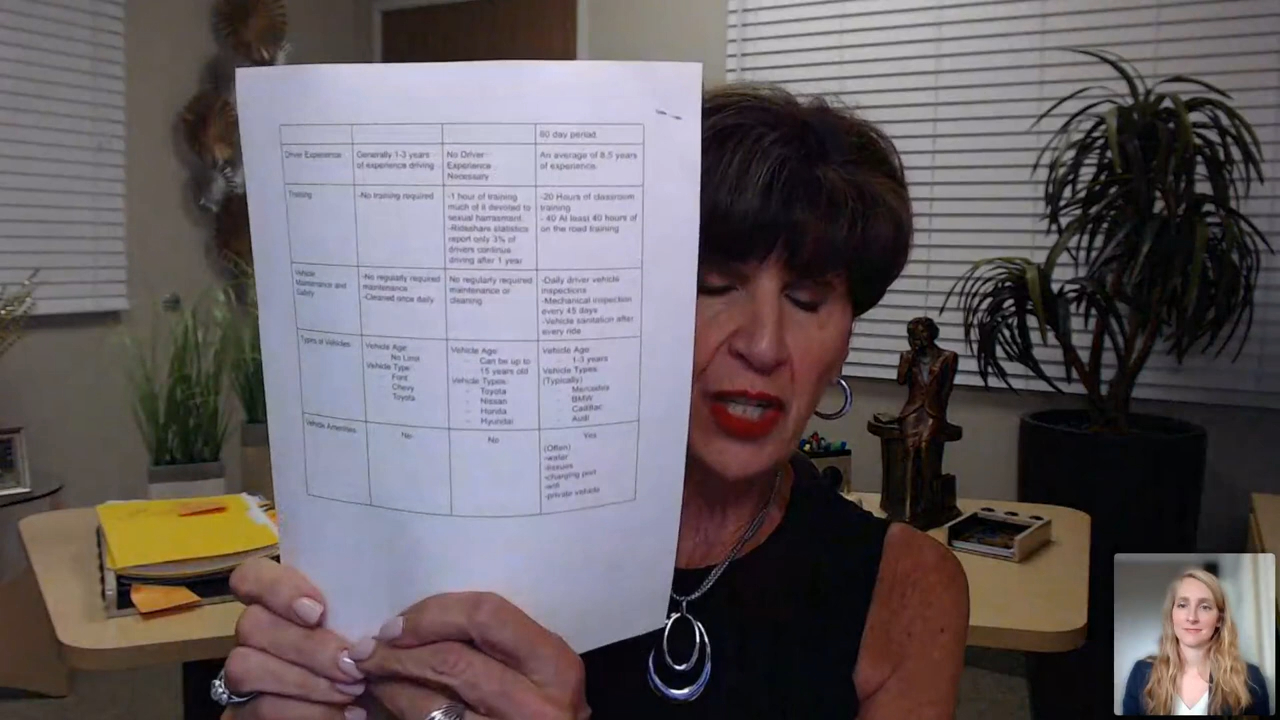 80 day period.
Driver Experience
Generally 1-3 years
of experience driving
No Driver
Experience
Necessary
An average of 8.5 years
of experience.
Training
-No training required
-1 hour of training
much of it devoted to
sexual harrasment.
-Rideshare statistics
report only 3% of
drivers continue
driving after 1 year
-20 Hours of classroom
training
- 40 At least 40 hours of
on the road training
Vehicle
Maintenance and
Safety
-No regularly required
maintenance
-Cleaned once daily
No regularly required
maintenance or
cleaning
-Daily driver vehicle
inspections
-Mechanical inspection
every 45 days
-Vehicle sanitation after
every ride
Types of Vehicles
Vehicle Age:
- No Limit
Vehicle Type:
- Ford
- Chevy
- Toyota
Vehicle Age:
- Can be up to
15 years old
Vehicle Types:
- Toyota
- Nissan
- Honda
- Hyundai
Vehicle Age:
- 1-3 years
Vehicle Types:
(Typically)
- Mercedes
- BMW
- Cadillac
- Audi
Vehicle Amenities
No
No
Yes
(Often)
-water
-tissues
-charging port
-wifi
-private vehicle